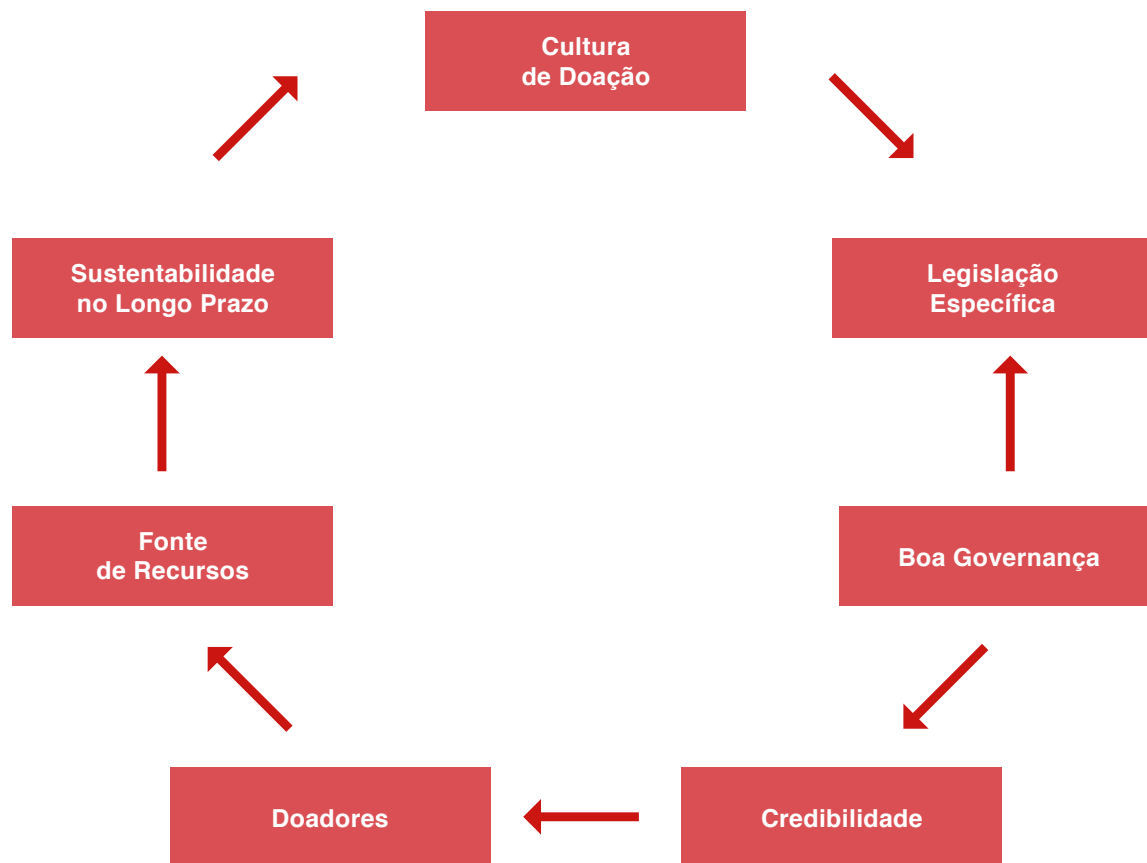 Cultura
de Doação
Sustentabilidade
no Longo Prazo
Legislação
Específica
Fonte
de Recursos
Boa Governança
Doadores
Credibilidade